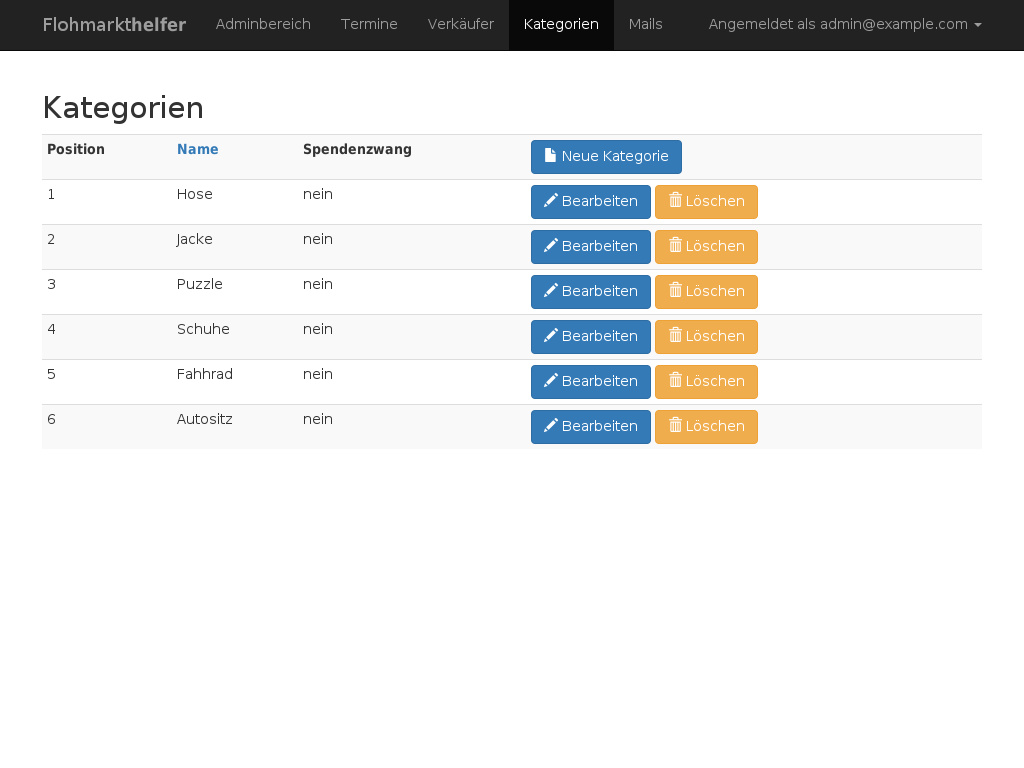 Flohmarkthelfer Adminbereich Termine Verkäufer Kategorien Mails Angemeldet als admin@example.com
Kategorien
Position Name Spendenzwang Neue Kategorie
1 Hose nein Bearbeiten Löschen
2 Jacke nein Bearbeiten Löschen
3 Puzzle nein Bearbeiten Löschen
4 Schuhe nein Bearbeiten Löschen
5 Fahhrad nein Bearbeiten Löschen
6 Autositz nein Bearbeiten Löschen